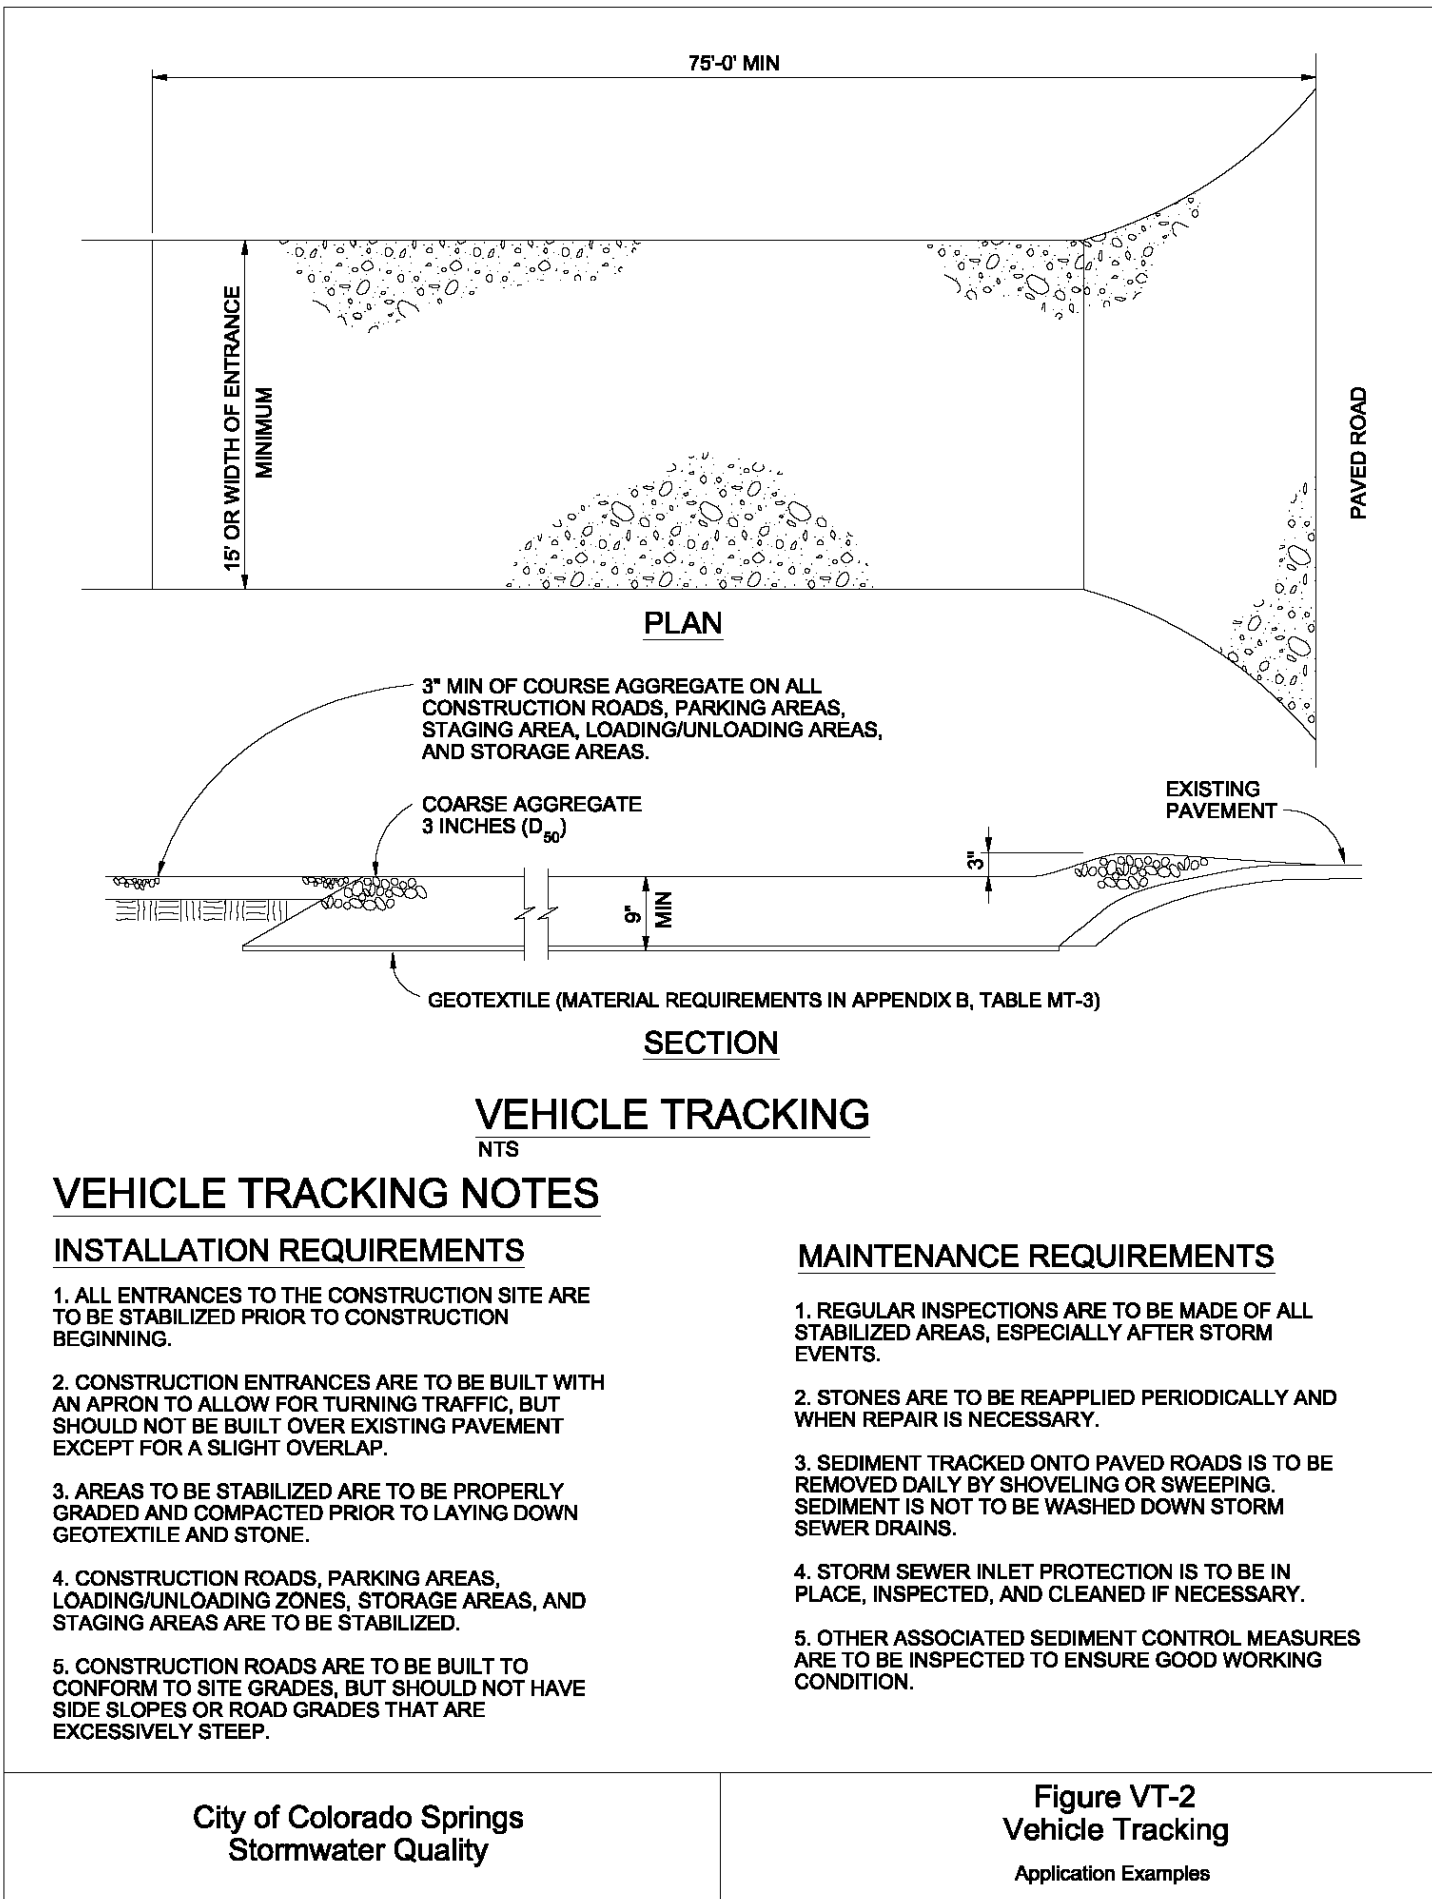 75'-0' MIN
15' OR WIDTH OF ENTRANCE
MINIMUM
PAVED ROAD
PLAN
3" MIN OF COURSE AGGREGATE ON ALL
CONSTRUCTION ROADS, PARKING AREAS,
STAGING AREA, LOADING/UNLOADING AREAS,
AND STORAGE AREAS.
COARSE AGGREGATE
3 INCHES (D50)
EXISTING
PAVEMENT
3"
9"
MIN
GEOTEXTILE (MATERIAL REQUIREMENTS IN APPENDIX B, TABLE MT-3)
SECTION
VEHICLE TRACKING
NTS
VEHICLE TRACKING NOTES
INSTALLATION REQUIREMENTS
1. ALL ENTRANCES TO THE CONSTRUCTION SITE ARE
TO BE STABILIZED PRIOR TO CONSTRUCTION
BEGINNING.
2. CONSTRUCTION ENTRANCES ARE TO BE BUILT WITH
AN APRON TO ALLOW FOR TURNING TRAFFIC, BUT
SHOULD NOT BE BUILT OVER EXISTING PAVEMENT
EXCEPT FOR A SLIGHT OVERLAP.
3. AREAS TO BE STABILIZED ARE TO BE PROPERLY
GRADED AND COMPACTED PRIOR TO LAYING DOWN
GEOTEXTILE AND STONE.
4. CONSTRUCTION ROADS, PARKING AREAS,
LOADING/UNLOADING ZONES, STORAGE AREAS, AND
STAGING AREAS ARE TO BE STABILIZED.
5. CONSTRUCTION ROADS ARE TO BE BUILT TO
CONFORM TO SITE GRADES, BUT SHOULD NOT HAVE
SIDE SLOPES OR ROAD GRADES THAT ARE
EXCESSIVELY STEEP.
MAINTENANCE REQUIREMENTS
1. REGULAR INSPECTIONS ARE TO BE MADE OF ALL
STABILIZED AREAS, ESPECIALLY AFTER STORM
EVENTS.
2. STONES ARE TO BE REAPPLIED PERIODICALLY AND
WHEN REPAIR IS NECESSARY.
3. SEDIMENT TRACKED ONTO PAVED ROADS IS TO BE
REMOVED DAILY BY SHOVELING OR SWEEPING.
SEDIMENT IS NOT TO BE WASHED DOWN STORM
SEWER DRAINS.
4. STORM SEWER INLET PROTECTION IS TO BE IN
PLACE, INSPECTED, AND CLEANED IF NECESSARY.
5. OTHER ASSOCIATED SEDIMENT CONTROL MEASURES
ARE TO BE INSPECTED TO ENSURE GOOD WORKING
CONDITION.
City of Colorado Springs
Stormwater Quality
Figure VT-2
Vehicle Tracking
Application Examples